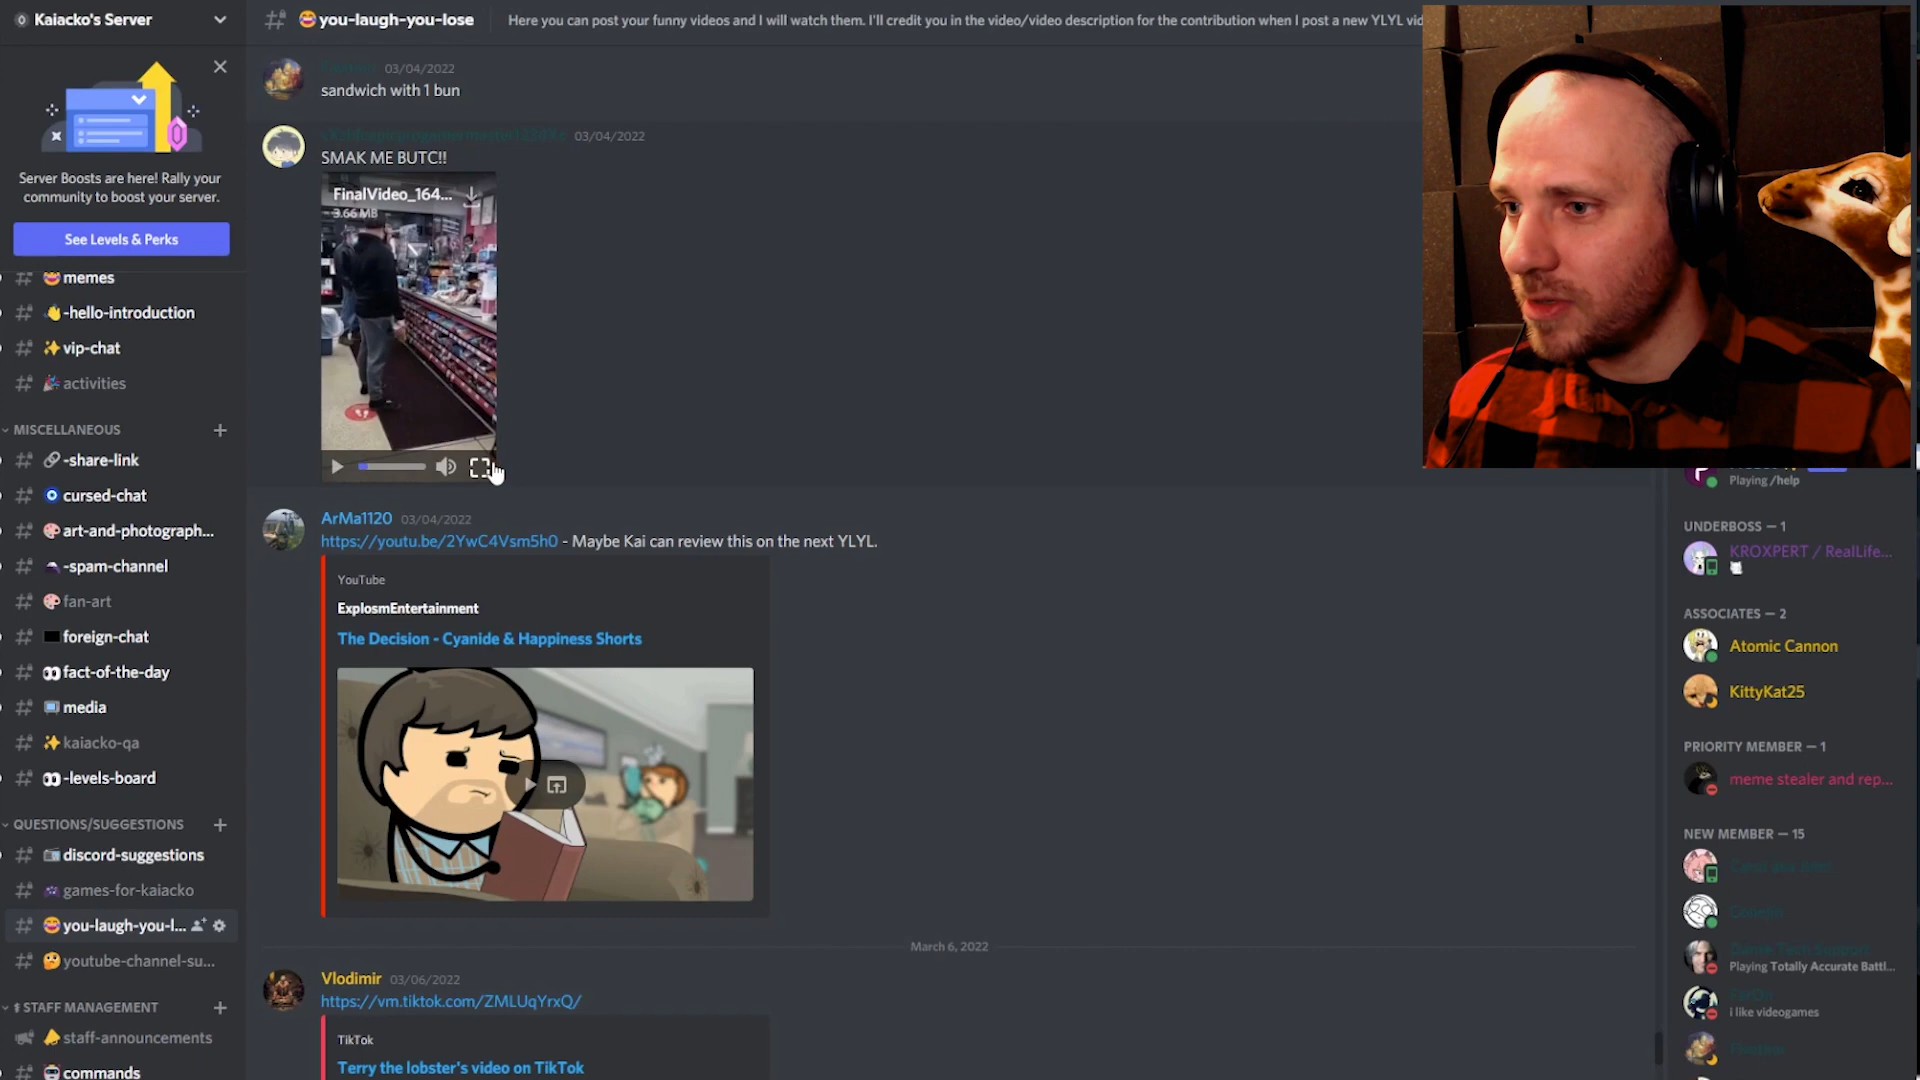 Kaiacko's Server
Server Boosts are here! Rally your
community to boost your server.
See Levels & Perks
memes
-hello-introduction
vip-chat
activities
MISCELLANEOUS
-share-link
cursed-chat
art-and-photograph...
-spam-channel
fan-art
foreign-chat
fact-of-the-day
media
kaiacko-qa
-levels-board
QUESTIONS/SUGGESTIONS
discord-suggestions
games-for-kaiacko
you-laugh-you-l...
youtube-channel-su...
STAFF MANAGEMENT
staff-announcements
commands
you-laugh-you-lose
Here you can post your funny videos and I will watch them. I'll credit you in the video/video description for the contribution when I post a new YLYL vid
03/04/2022
sandwich with 1 bun
03/04/2022
SMAK ME BUTC!!
FinalVideo_164...
3.66 MB
ArMa1120 03/04/2022
https://youtu.be/2YwC4Vsm5h0 - Maybe Kai can review this on the next YLYL.
YouTube
ExplosmEntertainment
The Decision - Cyanide & Happiness Shorts
March 6, 2022
Vlodimir 03/06/2022
https://vm.tiktok.com/ZMLUqYrxQ/
TikTok
Terry the lobster's video on TikTok
Playing /help
UNDERBOSS — 1
KROXPERT / RealLife...
ASSOCIATES — 2
Atomic Cannon
KittyKat25
PRIORITY MEMBER — 1
meme stealer and rep...
NEW MEMBER — 15
Playing Totally Accurate Battl...
i like videogames